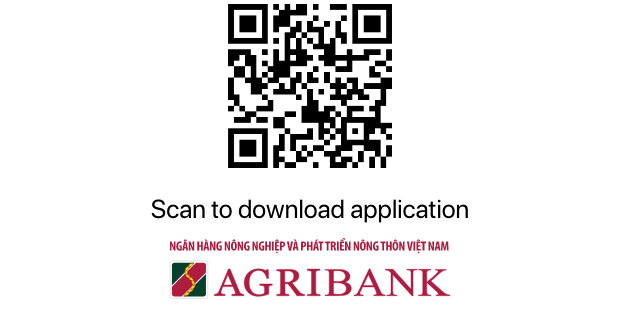 Scan to download application
NGÂN HÀNG NÔNG NGHIỆP VÀ PHÁT TRIỂN NÔNG THÔN VIỆT NAM
AGRIBANK